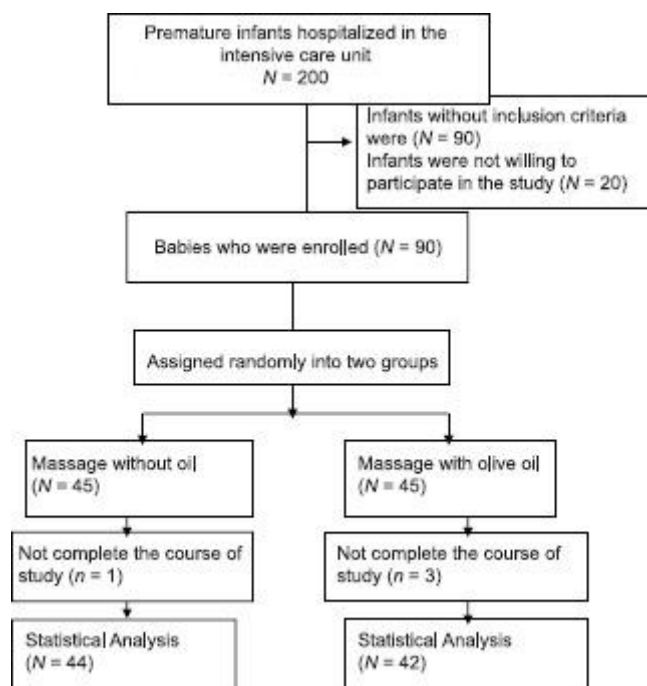 Premature infants hospitalized in the
intensive care unit
N = 200
Infants without inclusion criteria
were (N = 90)
Infants were not willing to
participate in the study (N = 20)
Babies who were enrolled (N = 90)
Assigned randomly into two groups
Massage without oil
(N = 45)
Massage with olive oil
(N = 45)
Not complete the course of
study (n = 1)
Not complete the course of
study (n = 3)
Statistical Analysis
(N = 44)
Statistical Analysis
(N = 42)